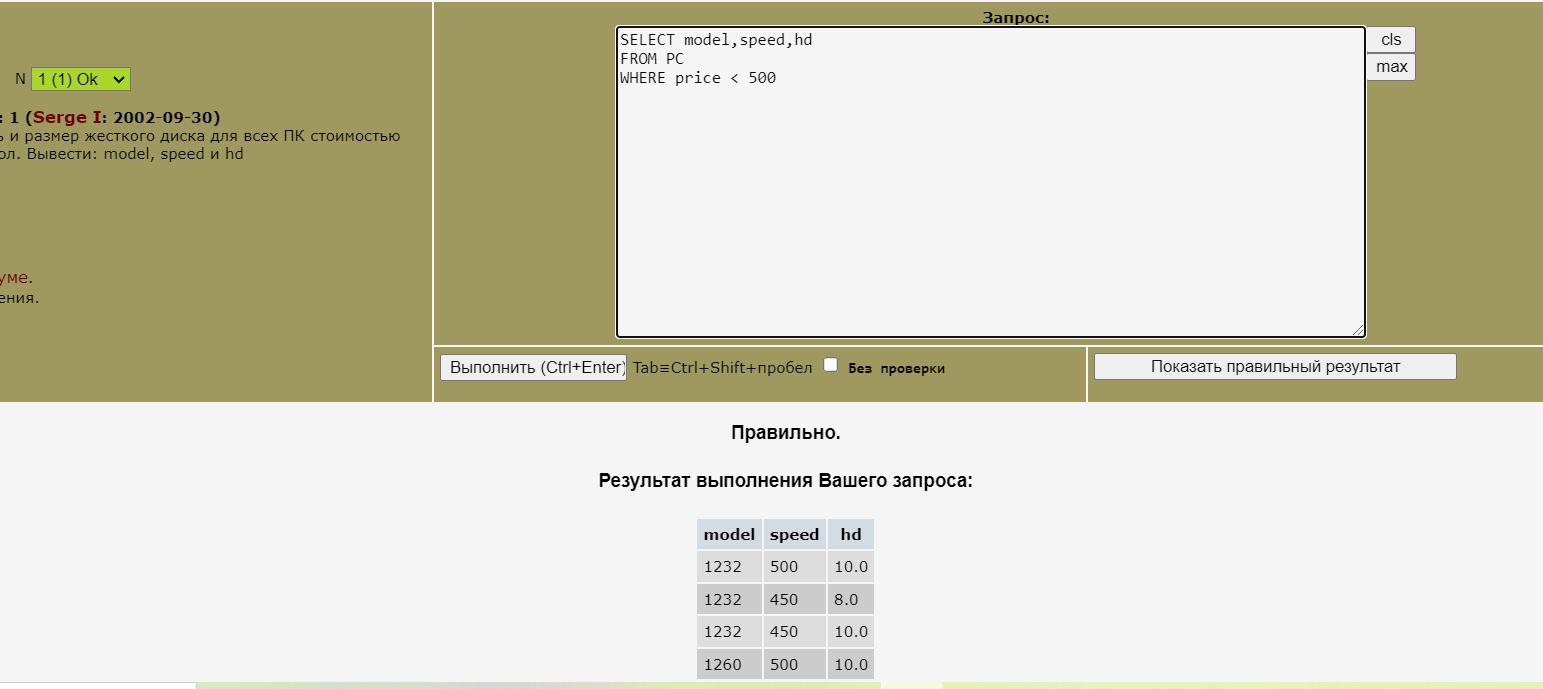 Запрос:
N 1 (1) Ok
: 1 (Serge I: 2002-09-30)
ь и размер жесткого диска для всех ПК стоимостью
ол. Вывести: model, speed и hd
уме.
ения.
SELECT model,speed,hd
FROM PC
WHERE price < 500
cls
max
Выполнить (Ctrl+Enter) Tab≡Ctrl+Shift+пробел Без проверки
Показать правильный результат
Правильно.
Результат выполнения Вашего запроса:
model speed hd
1232 500 10.0
1232 450 8.0
1232 450 10.0
1260 500 10.0